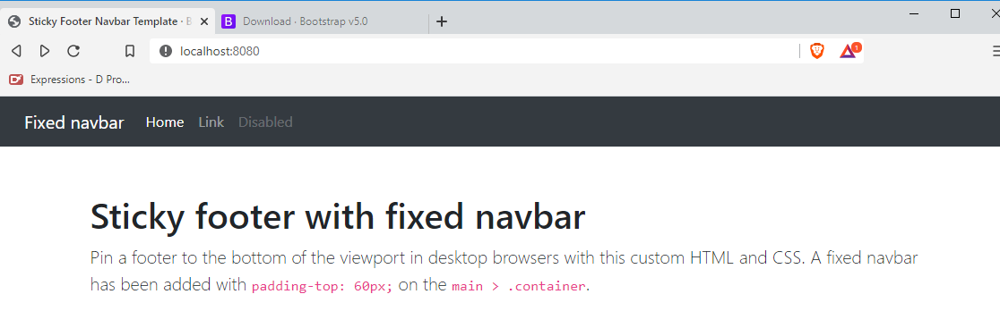 Sticky Footer Navbar Template · B
Download · Bootstrap v5.0
localhost:8080
1
Expressions - D Pro...
Fixed navbar Home Link Disabled
Sticky footer with fixed navbar
Pin a footer to the bottom of the viewport in desktop browsers with this custom HTML and CSS. A fixed navbar
has been added with padding-top: 60px; on the main > .container.